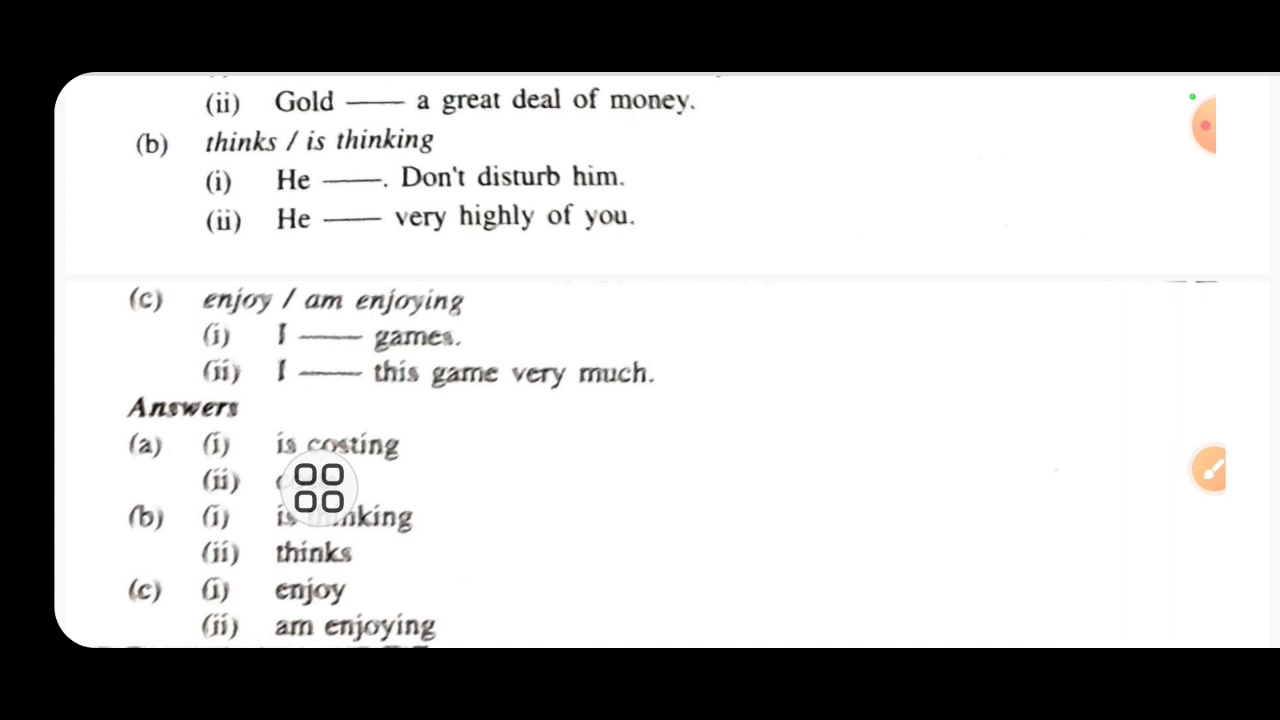 (ii) Gold —— a great deal of money.
(b) thinks / is thinking
(i) He ——. Don't disturb him.
(ii) He —— very highly of you.
(c) enjoy / am enjoying
(i) I —— games.
(ii) I —— this game very much.
Answers
(a) (i) is costing
(ii)
(b) (i) is thinking
(ii) thinks
(c) (i) enjoy
(ii) am enjoying